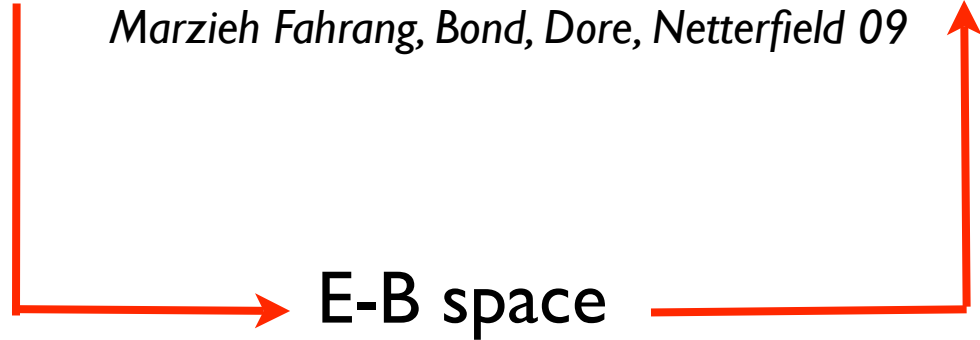 Marzieh Fahrang, Bond, Dore, Netterfield 09
E-B space